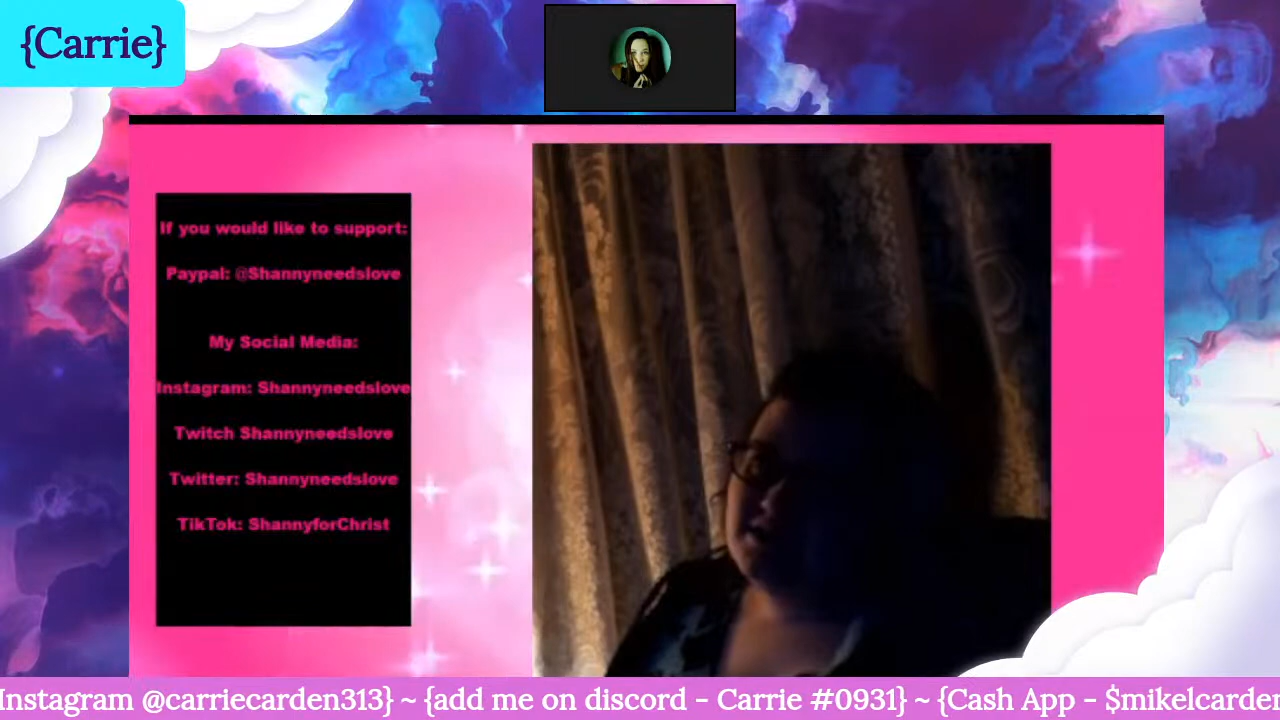 {Carrie}
If you would like to support:
Paypal: @Shannyneedslove
My Social Media:
Instagram: Shannyneedslove
Twitch Shannyneedslove
Twitter: Shannyneedslove
TikTok: ShannyforChrist
Instagram @carriecarden313} ~ {add me on discord - Carrie #0931} ~ {Cash App - $mikelcarden